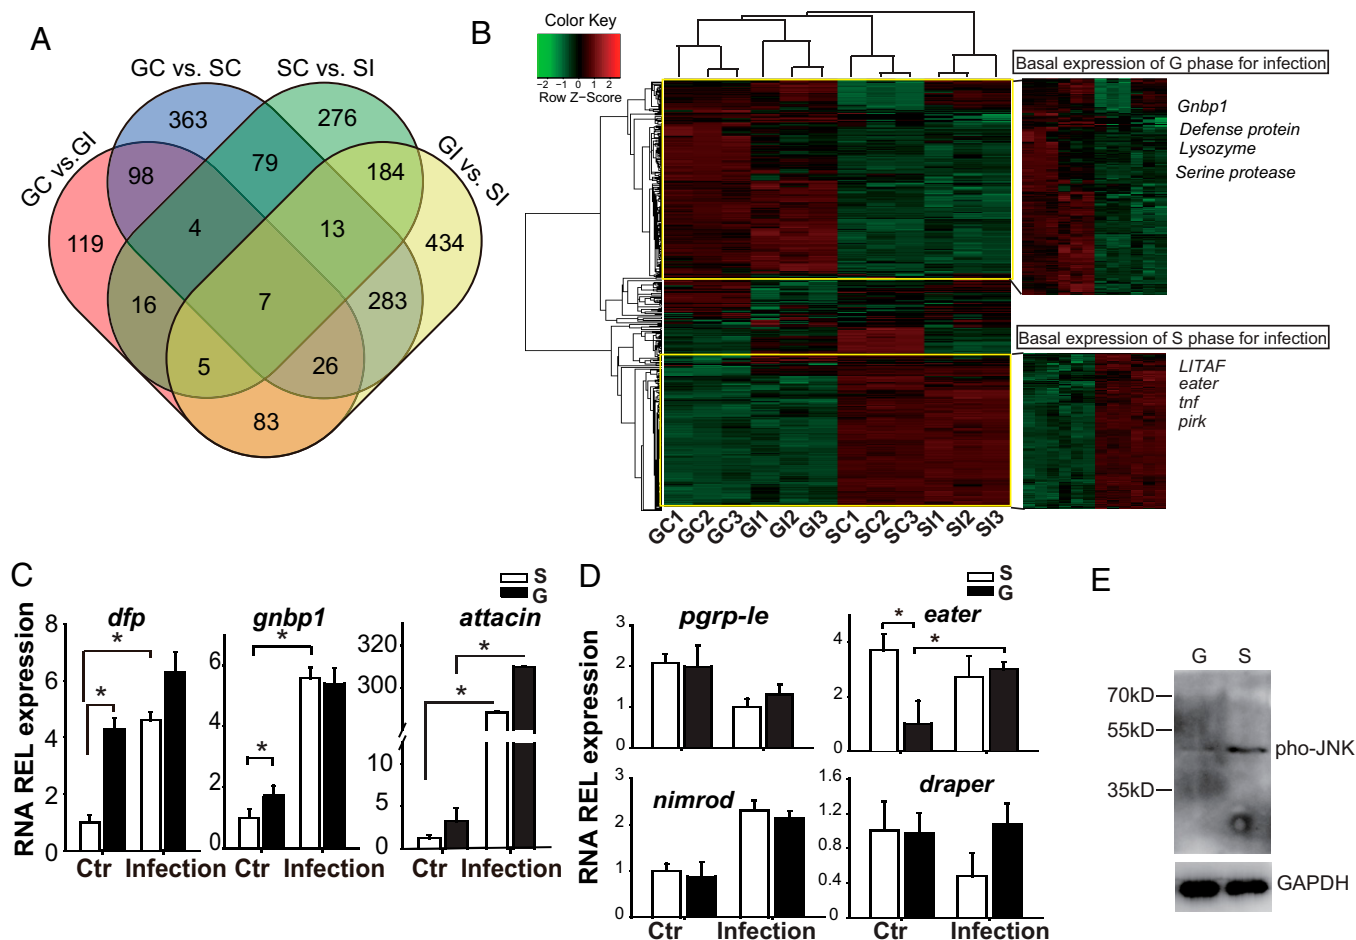 A
GC vs. SC
SC vs. SI
GC vs.GI
GI vs. SI
363
276
98
79
184
119
4
13
434
16
7
283
5
26
83
B
Color Key
−2 −1 0 1 2
Row Z−Score
Basal expression of G phase for infection
Gnbp1
Defense protein
Lysozyme
Serine protease
Basal expression of S phase for infection
LITAF
eater
tnf
pirk
GC1 GC2 GC3 GI1 GI2 GI3 SC1 SC2 SC3 SI1 SI2 SI3
C
S
G
RNA REL expression
dfp
8
6
4
2
0
*
*
Ctr Infection
gnbp1
6
4
2
0
*
*
Ctr Infection
attacin
320
300
10
5
0
*
*
Ctr Infection
D
S
G
RNA REL expression
pgrp-le
3
2
1
0
eater
4
2
0
*
*
nimrod
3
2
1
0
Ctr Infection
draper
1.6
1.2
0.8
0.4
0
Ctr Infection
E
G S
70kD
55kD
pho-JNK
35kD
GAPDH